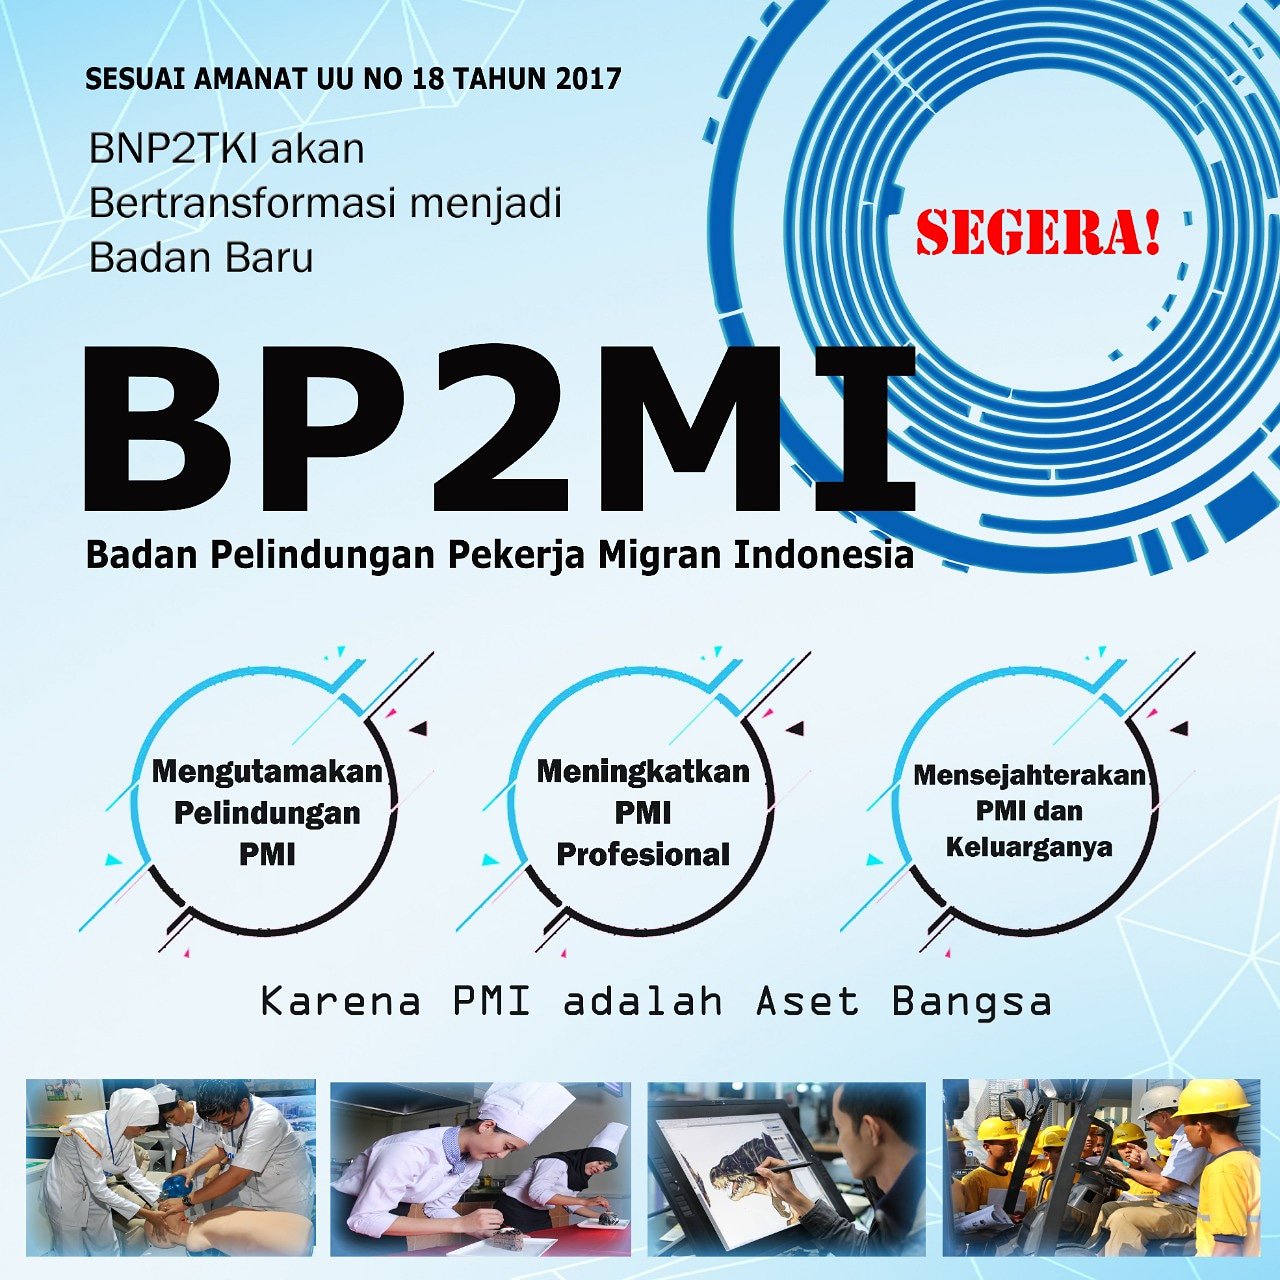 SESUAI AMANAT UU NO 18 TAHUN 2017
BNP2TKI akan
Bertransformasi menjadi
Badan Baru
SEGERA!
BP2MI
Badan Pelindungan Pekerja Migran Indonesia
Mengutamakan
Pelindungan
PMI
Meningkatkan
PMI
Profesional
Mensejahterakan
PMI dan
Keluarganya
Karena PMI adalah Aset Bangsa